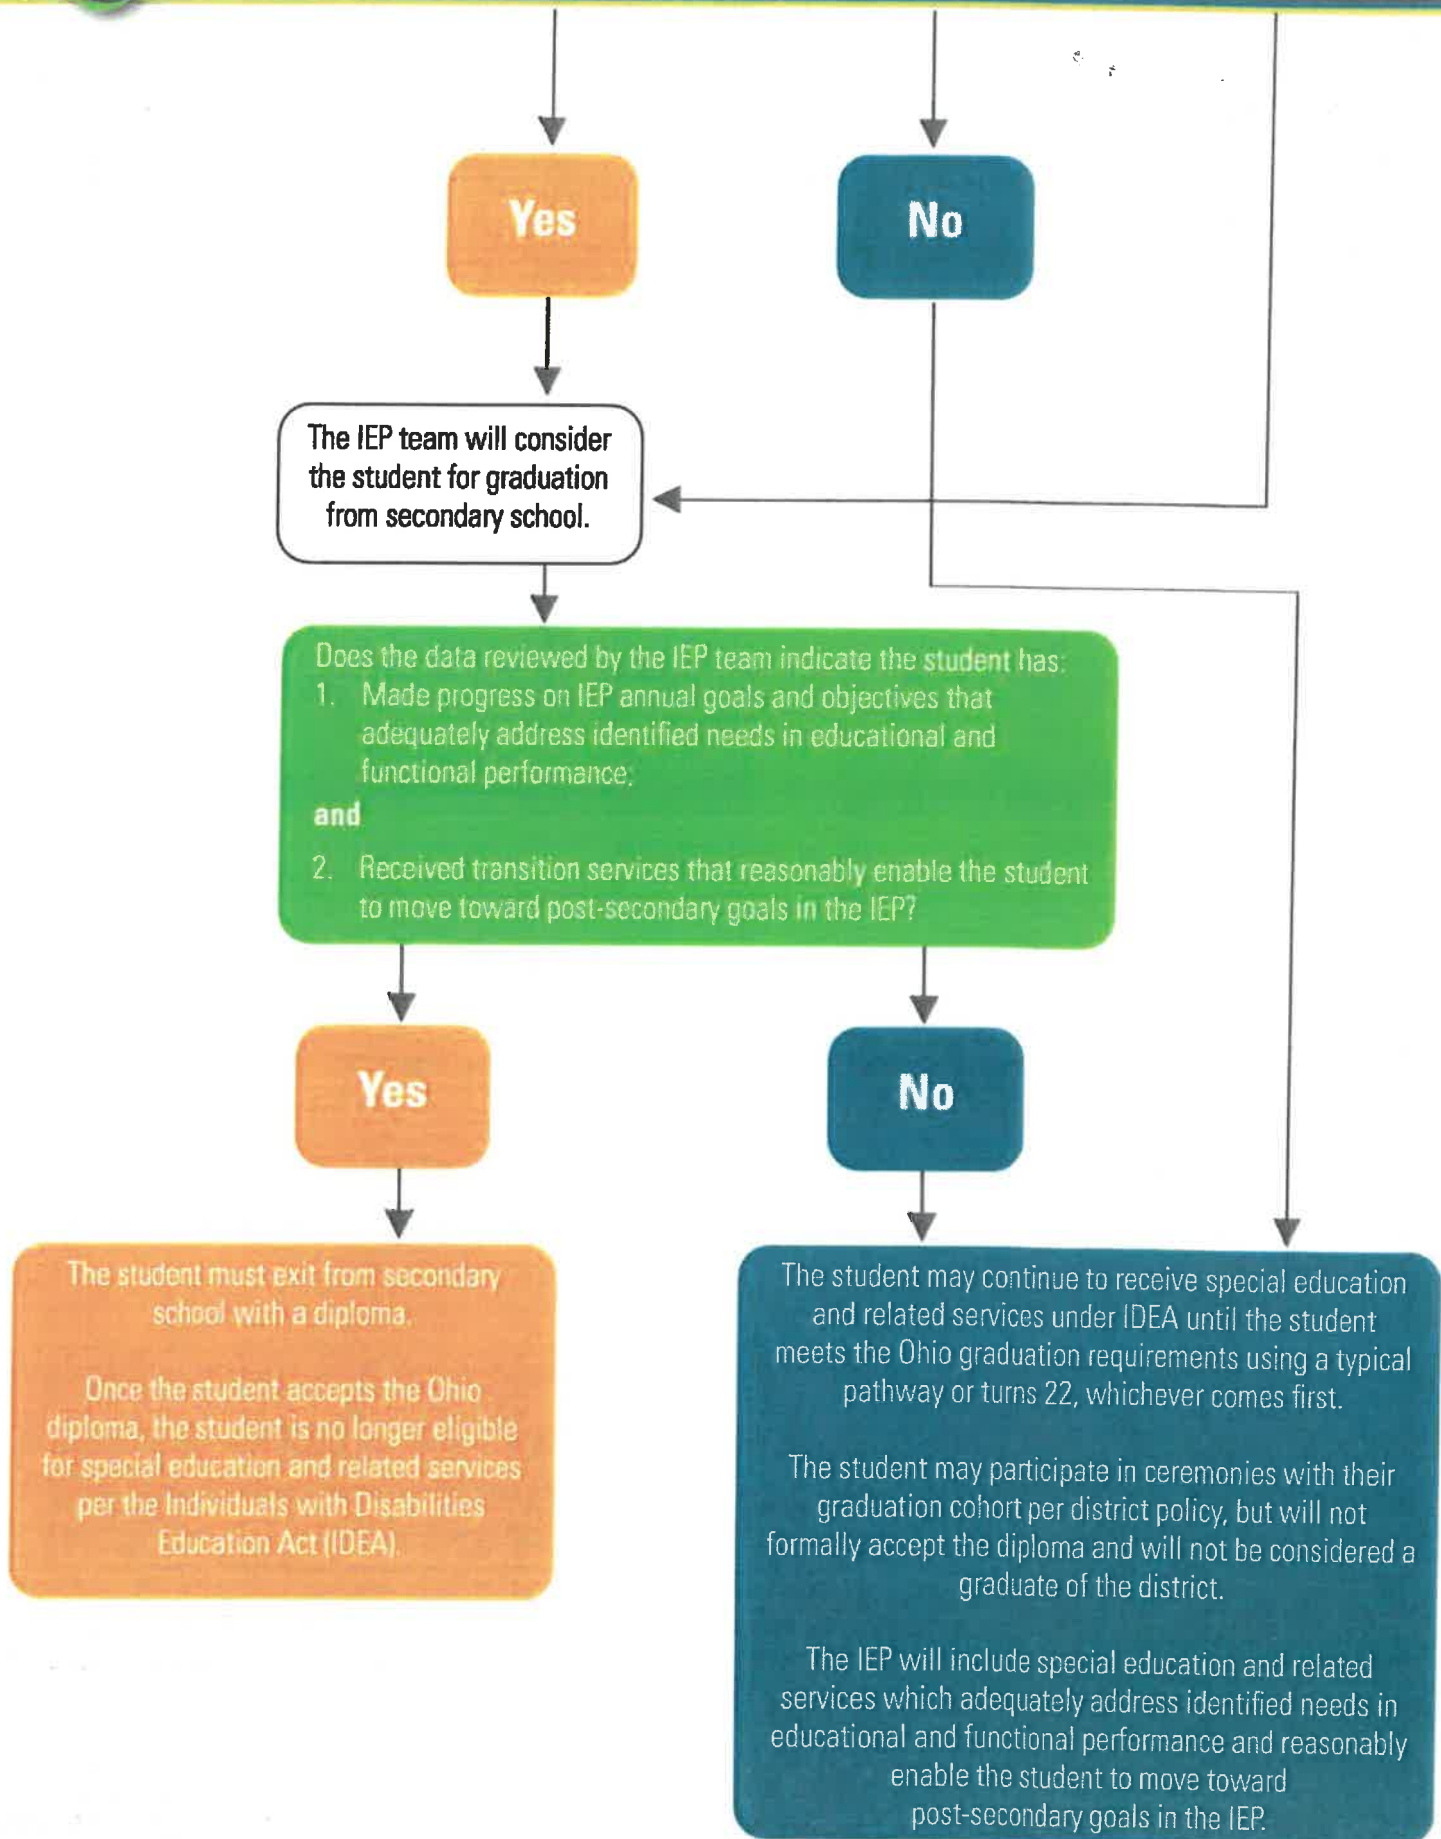 Yes
No
The IEP team will consider
the student for graduation
from secondary school.
Does the data reviewed by the IEP team indicate the student has:
1. Made progress on IEP annual goals and objectives that
adequately address identified needs in educational and
functional performance;
and
2. Received transition services that reasonably enable the student
to move toward post-secondary goals in the IEP?
Yes
No
The student must exit from secondary
school with a diploma.
Once the student accepts the Ohio
diploma, the student is no longer eligible
for special education and related services
per the Individuals with Disabilities
Education Act (IDEA).
The student may continue to receive special education
and related services under IDEA until the student
meets the Ohio graduation requirements using a typical
pathway or turns 22, whichever comes first.
The student may participate in ceremonies with their
graduation cohort per district policy, but will not
formally accept the diploma and will not be considered a
graduate of the district.
The IEP will include special education and related
services which adequately address identified needs in
educational and functional performance and reasonably
enable the student to move toward
post-secondary goals in the IEP.